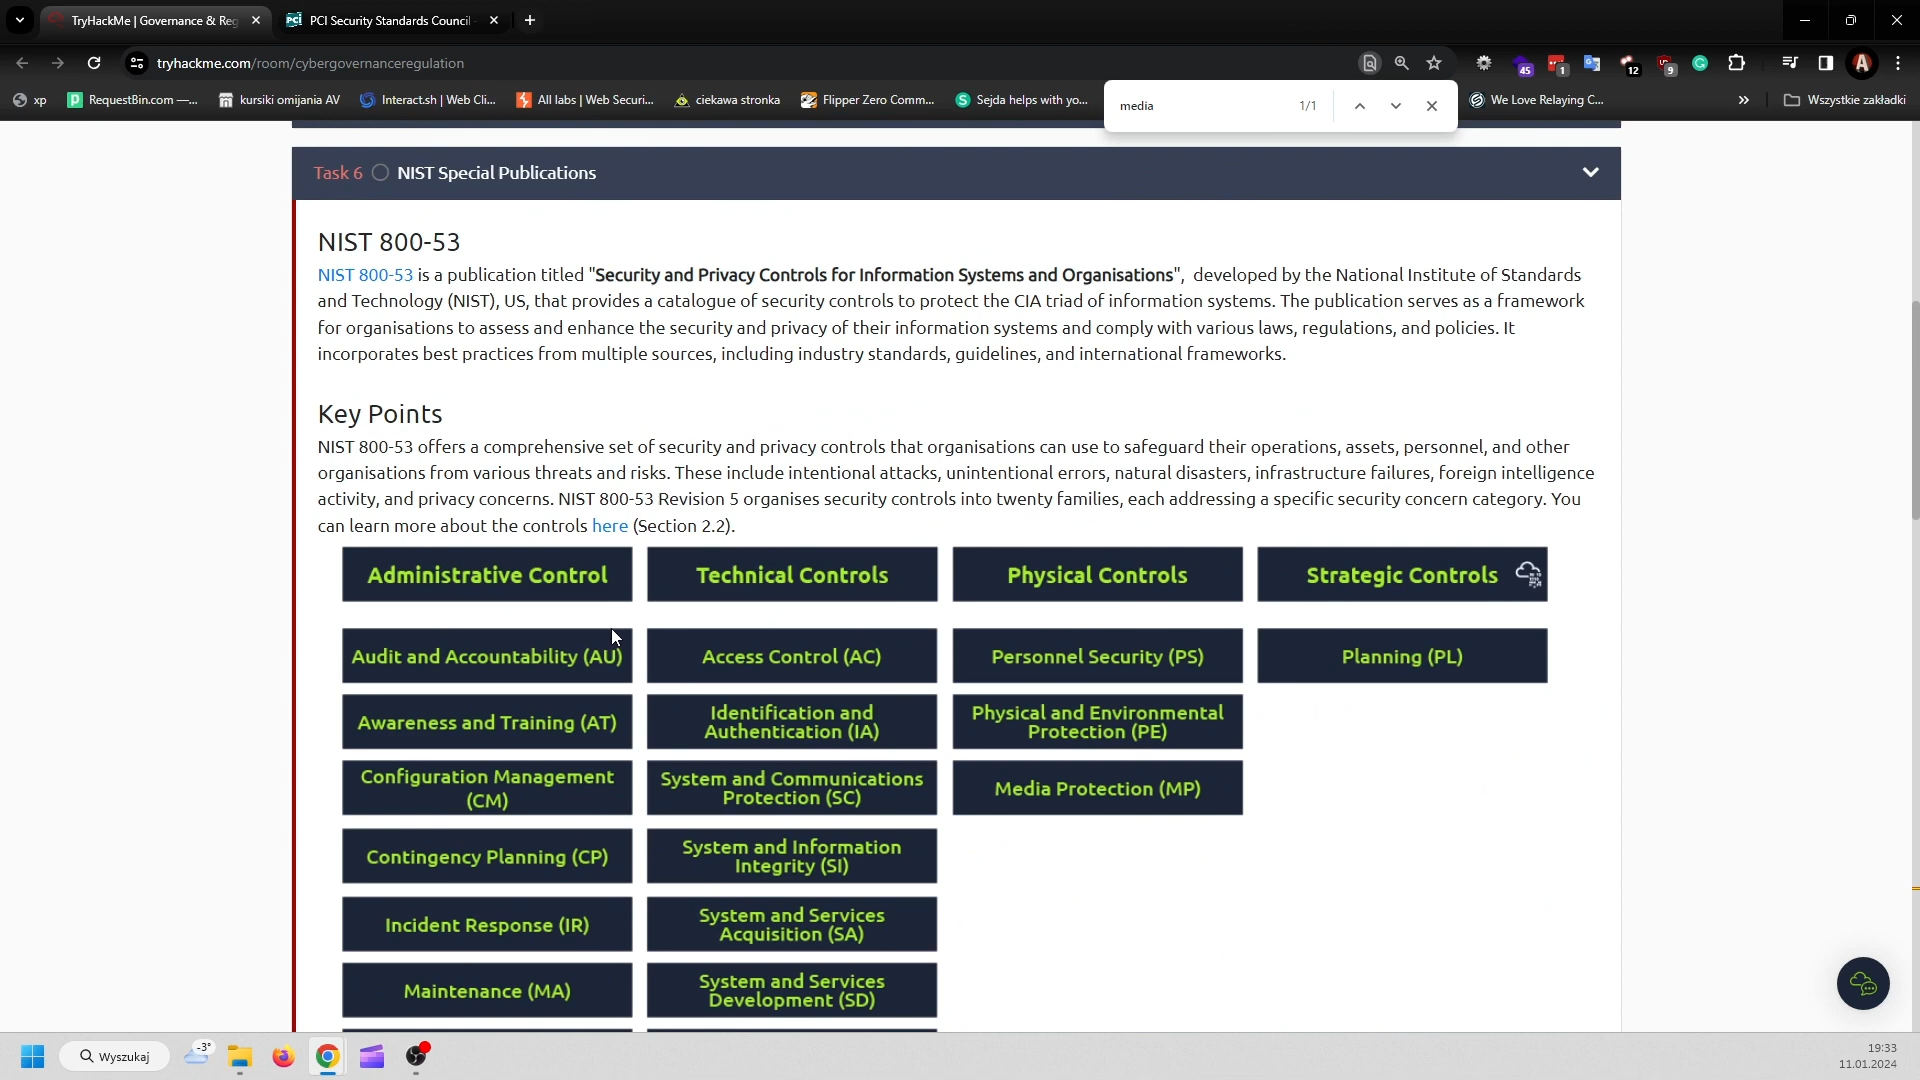 TryHackMe | Governance & Reg
PCI Security Standards Council
tryhackme.com/room/cybergovernanceregulation
45
1
12
9
A
xp
RequestBin.com —...
kursiki omijania AV
Interact.sh | Web Cli...
All labs | Web Securi...
ciekawa stronka
Flipper Zero Comm...
Sejda helps with yo...
media
1/1
We Love Relaying C...
Wszystkie zakładki
Task 6
NIST Special Publications
NIST 800-53
NIST 800-53 is a publication titled "Security and Privacy Controls for Information Systems and Organisations", developed by the National Institute of Standards
and Technology (NIST), US, that provides a catalogue of security controls to protect the CIA triad of information systems. The publication serves as a framework
for organisations to assess and enhance the security and privacy of their information systems and comply with various laws, regulations, and policies. It
incorporates best practices from multiple sources, including industry standards, guidelines, and international frameworks.
Key Points
NIST 800-53 offers a comprehensive set of security and privacy controls that organisations can use to safeguard their operations, assets, personnel, and other
organisations from various threats and risks. These include intentional attacks, unintentional errors, natural disasters, infrastructure failures, foreign intelligence
activity, and privacy concerns. NIST 800-53 Revision 5 organises security controls into twenty families, each addressing a specific security concern category. You
can learn more about the controls here (Section 2.2).
Administrative Control
Technical Controls
Physical Controls
Strategic Controls
Audit and Accountability (AU)
Access Control (AC)
Personnel Security (PS)
Planning (PL)
Awareness and Training (AT)
Identification and
Authentication (IA)
Physical and Environmental
Protection (PE)
Configuration Management
(CM)
System and Communications
Protection (SC)
Media Protection (MP)
Contingency Planning (CP)
System and Information
Integrity (SI)
Incident Response (IR)
System and Services
Acquisition (SA)
Maintenance (MA)
System and Services
Development (SD)
Wyszukaj
-3°
19:33
11.01.2024